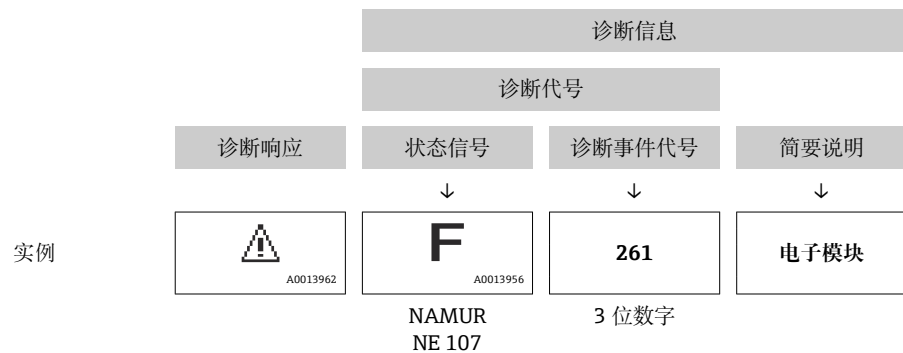 诊断信息
诊断代号
诊断响应 状态信号 诊断事件代号 简要说明
实例 F 261 电子模块
A0013962 A0013956
NAMUR 3 位数字
NE 107